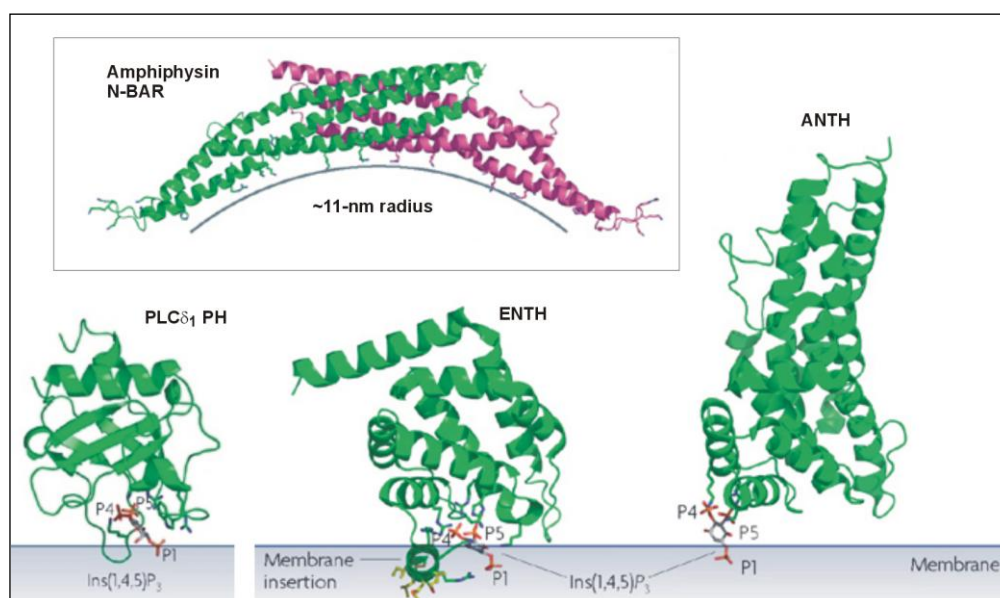 Amphiphysin
N-BAR
~11-nm radius
ANTH
PLCδ₁ PH
ENTH
P4
P5
P1
Ins(1,4,5)P₃
Membrane
insertion
P4
P5
P1
Ins(1,4,5)P₃
P4
P5
P1
Membrane